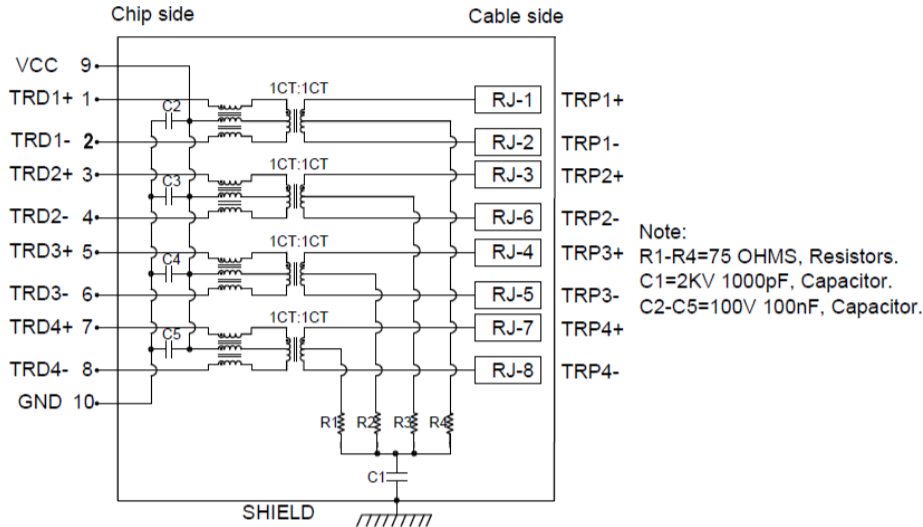 Chip side Cable side
VCC 9
TRD1+ 1 C2 1CT:1CT RJ-1 TRP1+
TRD1- 2 RJ-2 TRP1-
TRD2+ 3 C3 1CT:1CT RJ-3 TRP2+
TRD2- 4 RJ-6 TRP2-
TRD3+ 5 C4 1CT:1CT RJ-4 TRP3+
TRD3- 6 RJ-5 TRP3-
TRD4+ 7 C5 1CT:1CT RJ-7 TRP4+
TRD4- 8 RJ-8 TRP4-
GND 10
R1 R2 R3 R4
C1
SHIELD
Note:
R1-R4=75 OHMS, Resistors.
C1=2KV 1000pF, Capacitor.
C2-C5=100V 100nF, Capacitor.